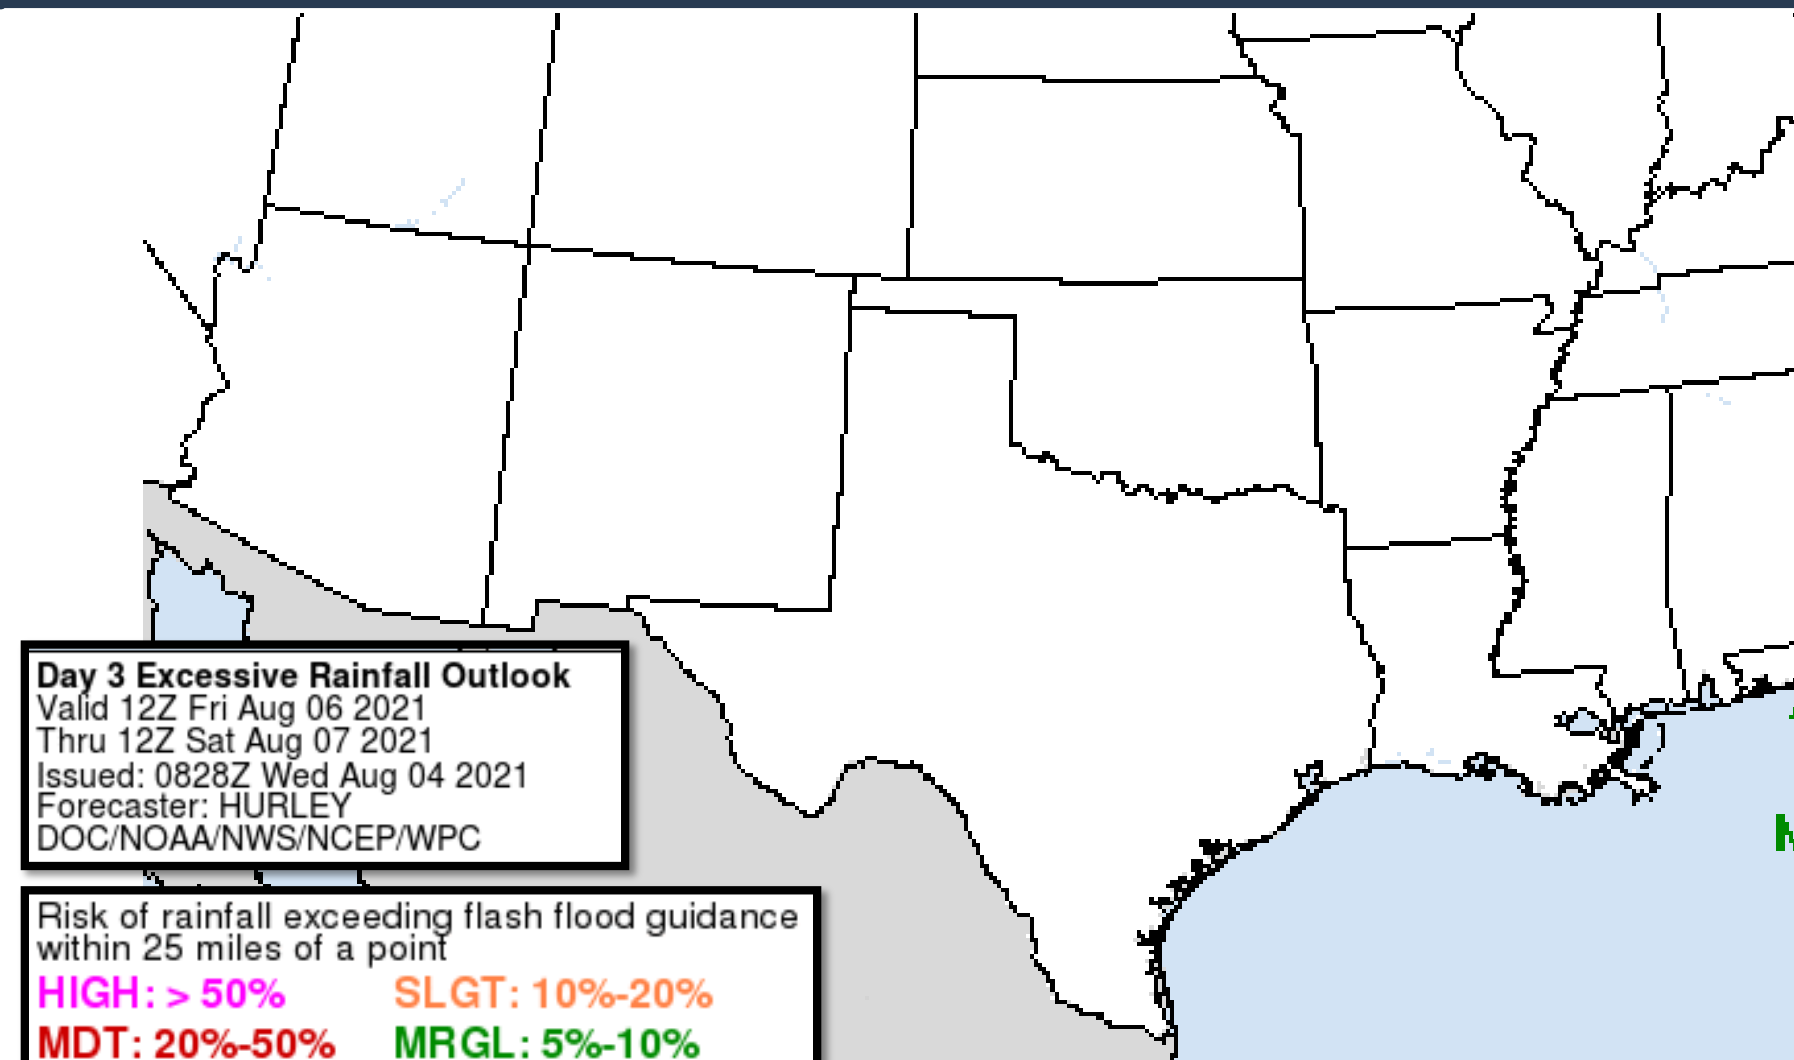 Day 3 Excessive Rainfall Outlook
Valid 12Z Fri Aug 06 2021
Thru 12Z Sat Aug 07 2021
Issued: 0828Z Wed Aug 04 2021
Forecaster: HURLEY
DOC/NOAA/NWS/NCEP/WPC
Risk of rainfall exceeding flash flood guidance
within 25 miles of a point
HIGH: > 50% SLGT: 10%-20%
MDT: 20%-50% MRGL: 5%-10%